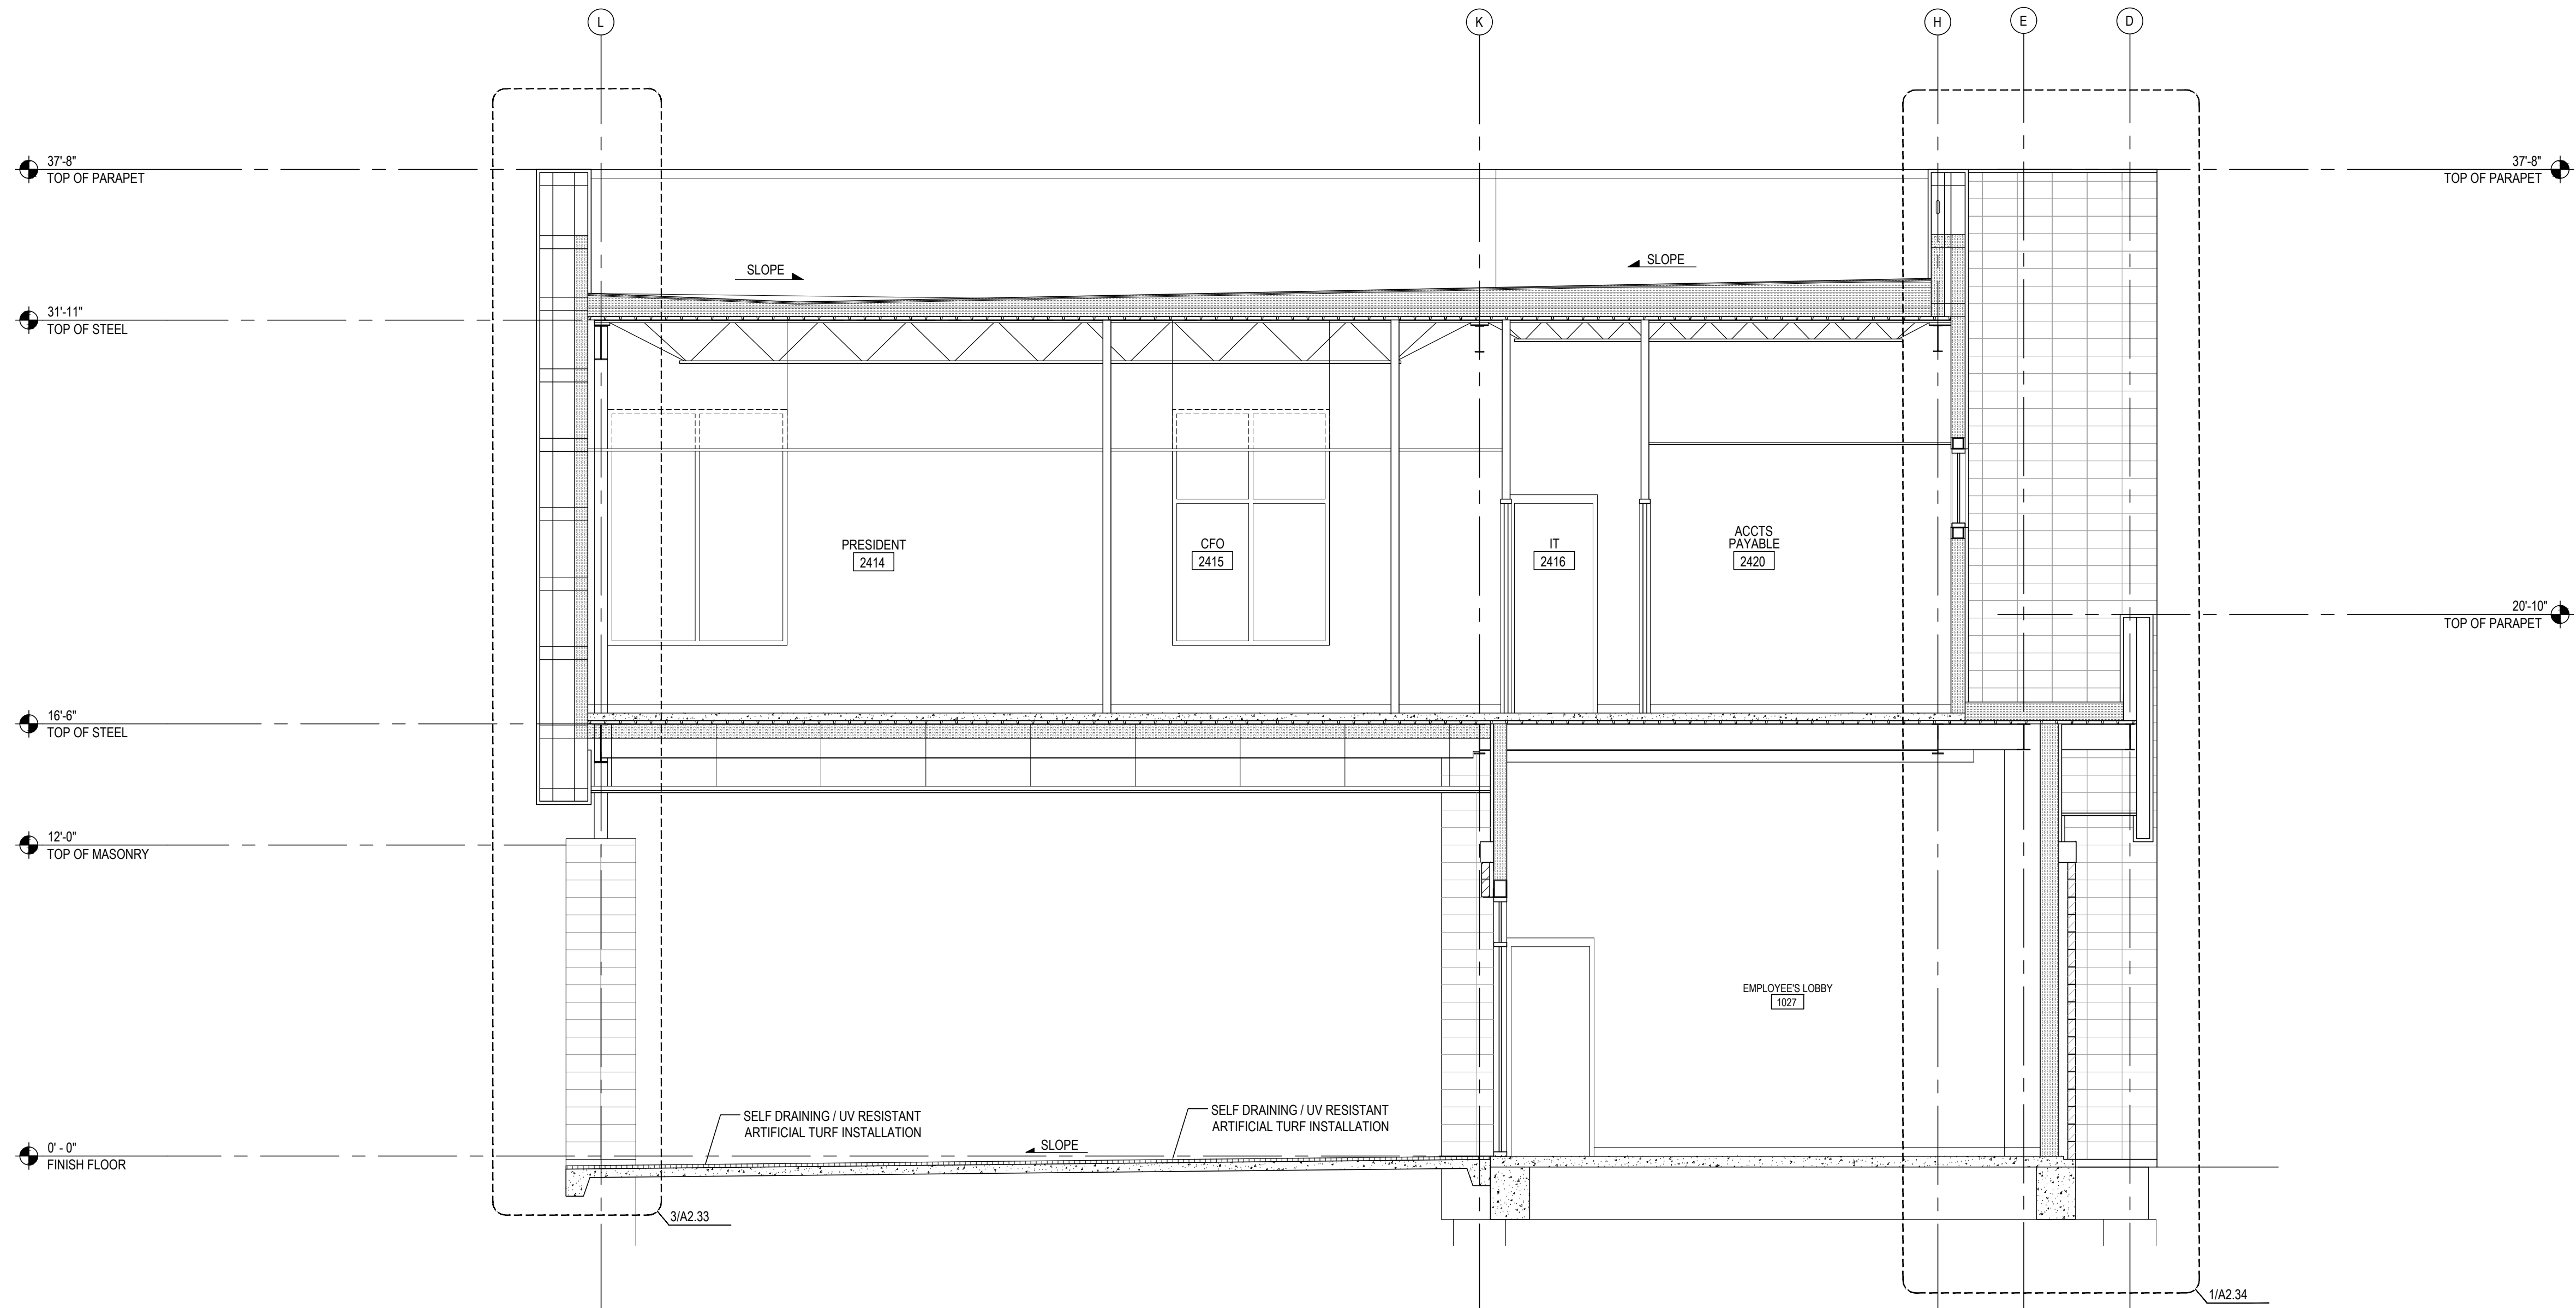 L
K
H
E
D
37'-8"
TOP OF PARAPET
37'-8"
TOP OF PARAPET
SLOPE
SLOPE
31'-11"
TOP OF STEEL
PRESIDENT
2414
CFO
2415
IT
2416
ACCTS
PAYABLE
2420
20'-10"
TOP OF PARAPET
16'-6"
TOP OF STEEL
12'-0"
TOP OF MASONRY
EMPLOYEE'S LOBBY
1027
SELF DRAINING / UV RESISTANT
ARTIFICIAL TURF INSTALLATION
SELF DRAINING / UV RESISTANT
ARTIFICIAL TURF INSTALLATION
SLOPE
0' - 0"
FINISH FLOOR
3/A2.33
1/A2.34